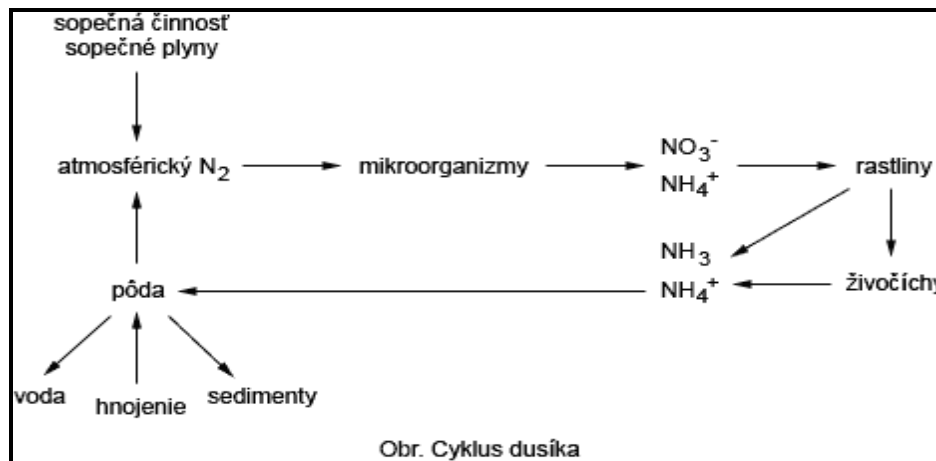 sopečná činnosť
sopečné plyny
atmosférický N₂
mikroorganizmy
NO₃⁻
NH₄⁺
rastliny
NH₃
NH₄⁺
živočíchy
pôda
voda
hnojenie
sedimenty
Obr. Cyklus dusíka